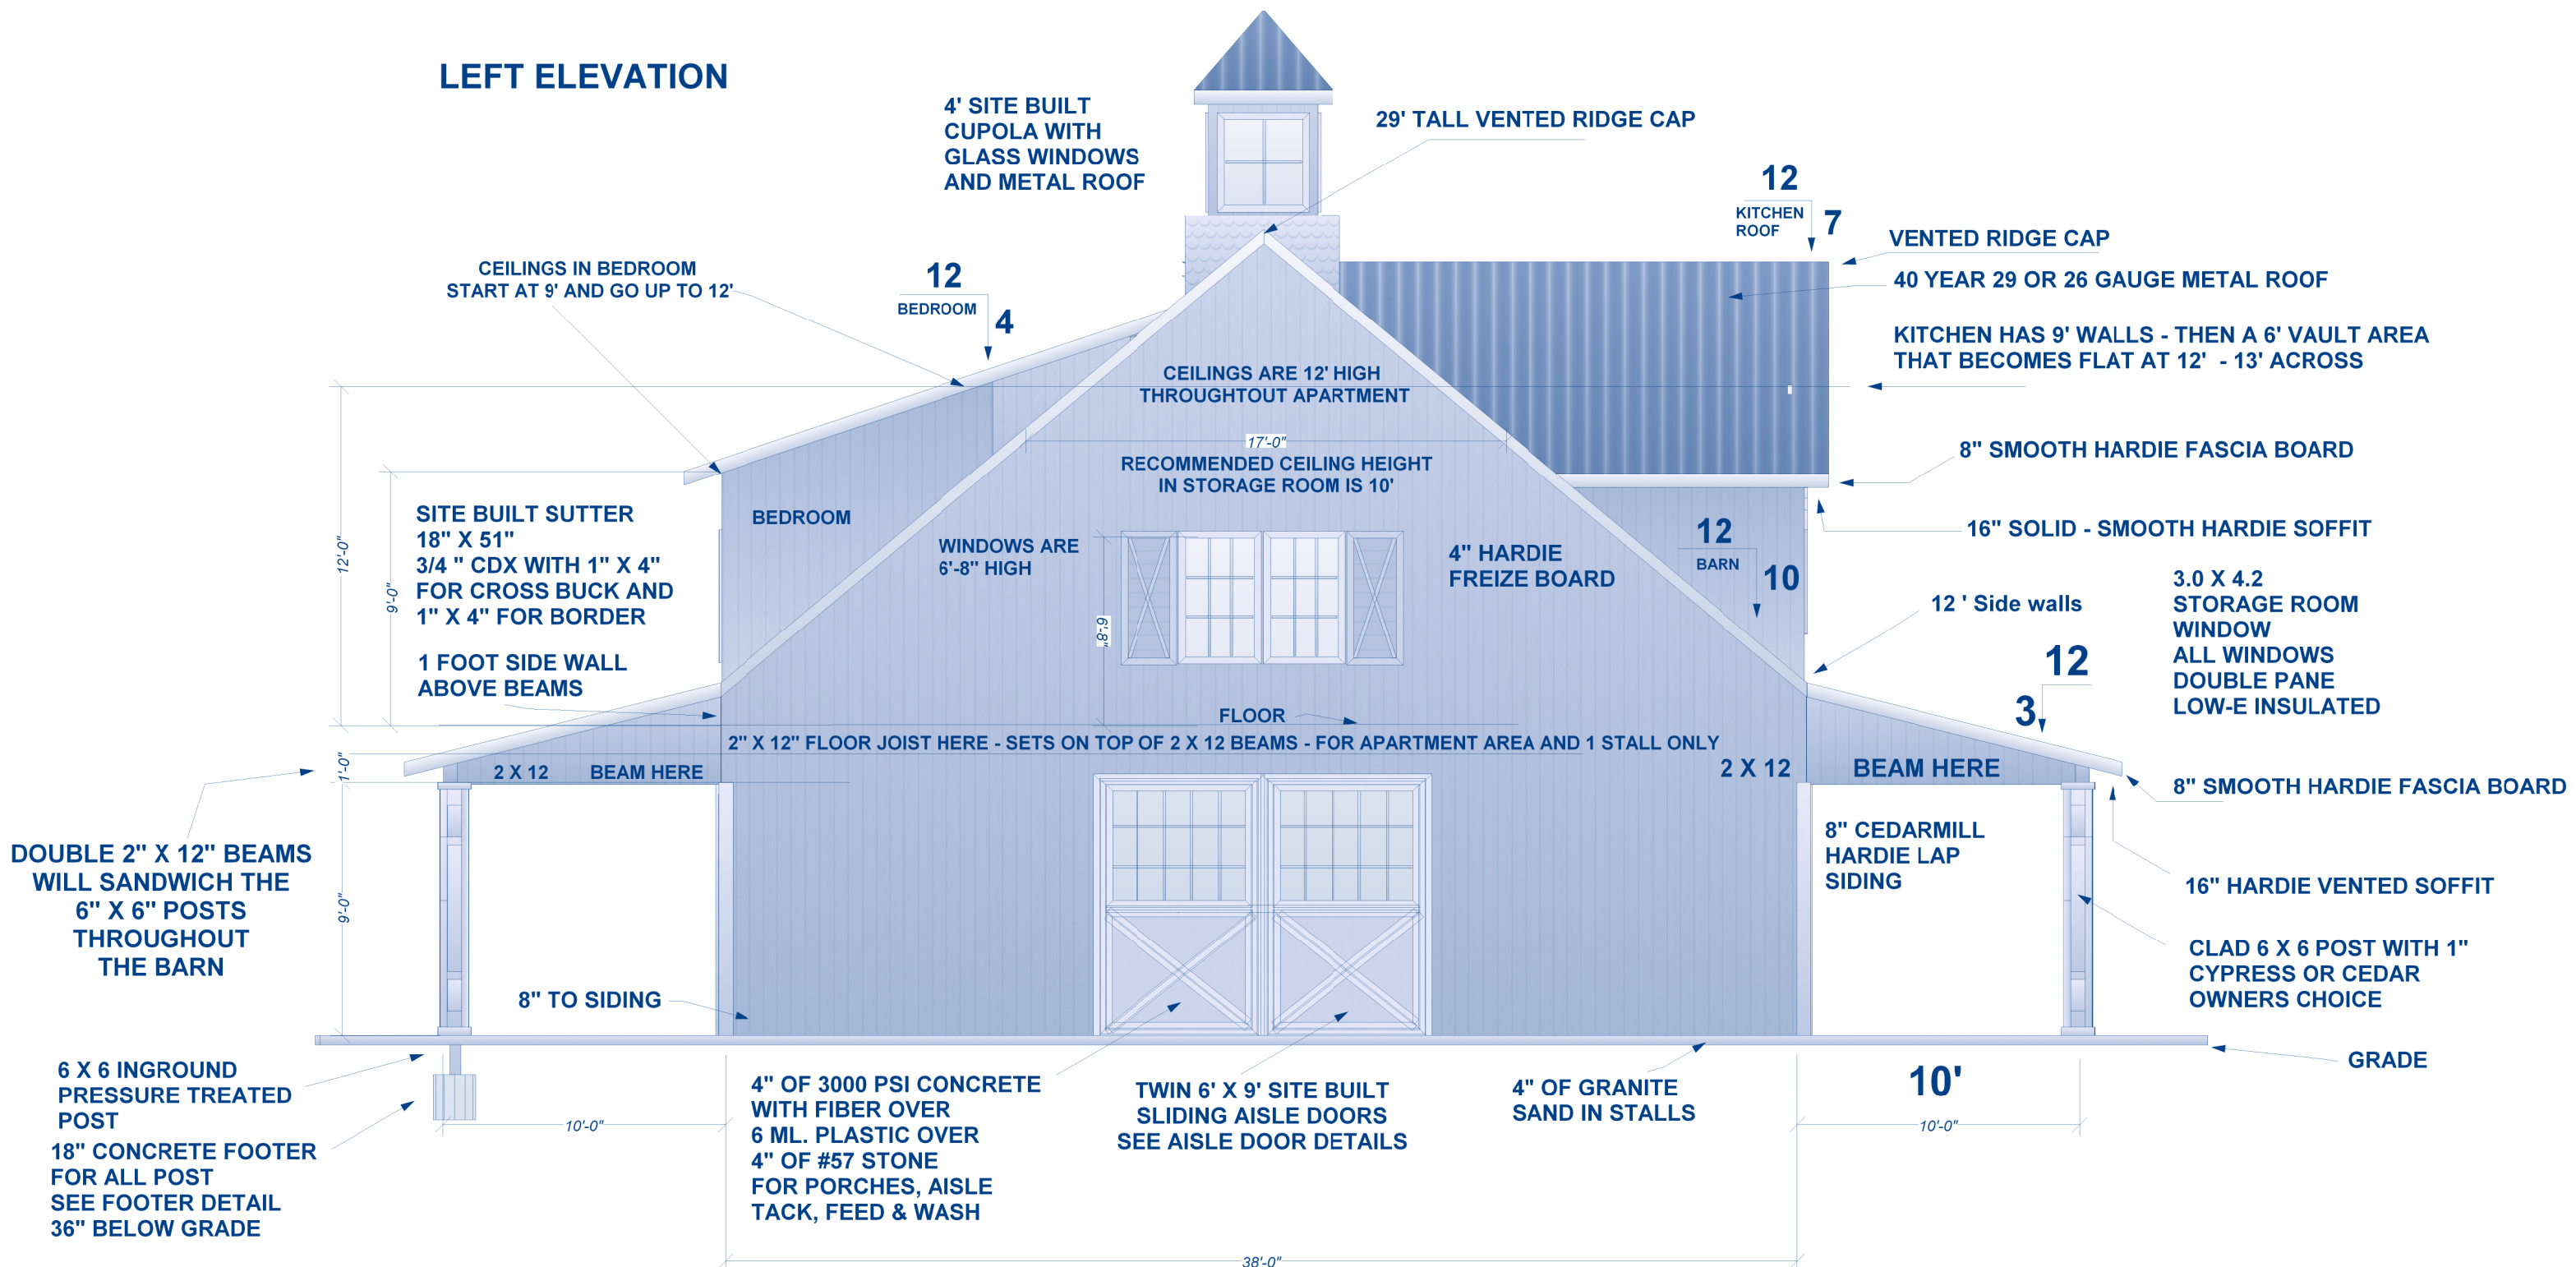 LEFT ELEVATION
4' SITE BUILT
CUPOLA WITH
GLASS WINDOWS
AND METAL ROOF
29' TALL VENTED RIDGE CAP
12
KITCHEN
ROOF
7
VENTED RIDGE CAP
40 YEAR 29 OR 26 GAUGE METAL ROOF
KITCHEN HAS 9' WALLS - THEN A 6' VAULT AREA
THAT BECOMES FLAT AT 12' - 13' ACROSS
CEILINGS IN BEDROOM
START AT 9' AND GO UP TO 12'
12
BEDROOM
4
CEILINGS ARE 12' HIGH
THROUGHTOUT APARTMENT
17'-0"
RECOMMENDED CEILING HEIGHT
IN STORAGE ROOM IS 10'
8" SMOOTH HARDIE FASCIA BOARD
16" SOLID - SMOOTH HARDIE SOFFIT
BEDROOM
SITE BUILT SUTTER
18" X 51"
3/4 " CDX WITH 1" X 4"
FOR CROSS BUCK AND
1" X 4" FOR BORDER
12'-0"
9'-0"
1 FOOT SIDE WALL
ABOVE BEAMS
WINDOWS ARE
6'-8" HIGH
6'-8"
4" HARDIE
FREIZE BOARD
12
BARN
10
12 ' Side walls
3.0 X 4.2
STORAGE ROOM
WINDOW
ALL WINDOWS
DOUBLE PANE
LOW-E INSULATED
12
3
FLOOR
2" X 12" FLOOR JOIST HERE - SETS ON TOP OF 2 X 12 BEAMS - FOR APARTMENT AREA AND 1 STALL ONLY
1'-0"
2 X 12 BEAM HERE
2 X 12 BEAM HERE
8" SMOOTH HARDIE FASCIA BOARD
DOUBLE 2" X 12" BEAMS
WILL SANDWICH THE
6" X 6" POSTS
THROUGHOUT
THE BARN
9'-0"
8" CEDARMILL
HARDIE LAP
SIDING
16" HARDIE VENTED SOFFIT
CLAD 6 X 6 POST WITH 1"
CYPRESS OR CEDAR
OWNERS CHOICE
8" TO SIDING
GRADE
6 X 6 INGROUND
PRESSURE TREATED
POST
18" CONCRETE FOOTER
FOR ALL POST
SEE FOOTER DETAIL
36" BELOW GRADE
10'-0"
4" OF 3000 PSI CONCRETE
WITH FIBER OVER
6 ML. PLASTIC OVER
4" OF #57 STONE
FOR PORCHES, AISLE
TACK, FEED & WASH
TWIN 6' X 9' SITE BUILT
SLIDING AISLE DOORS
SEE AISLE DOOR DETAILS
4" OF GRANITE
SAND IN STALLS
10'
10'-0"
38'-0"